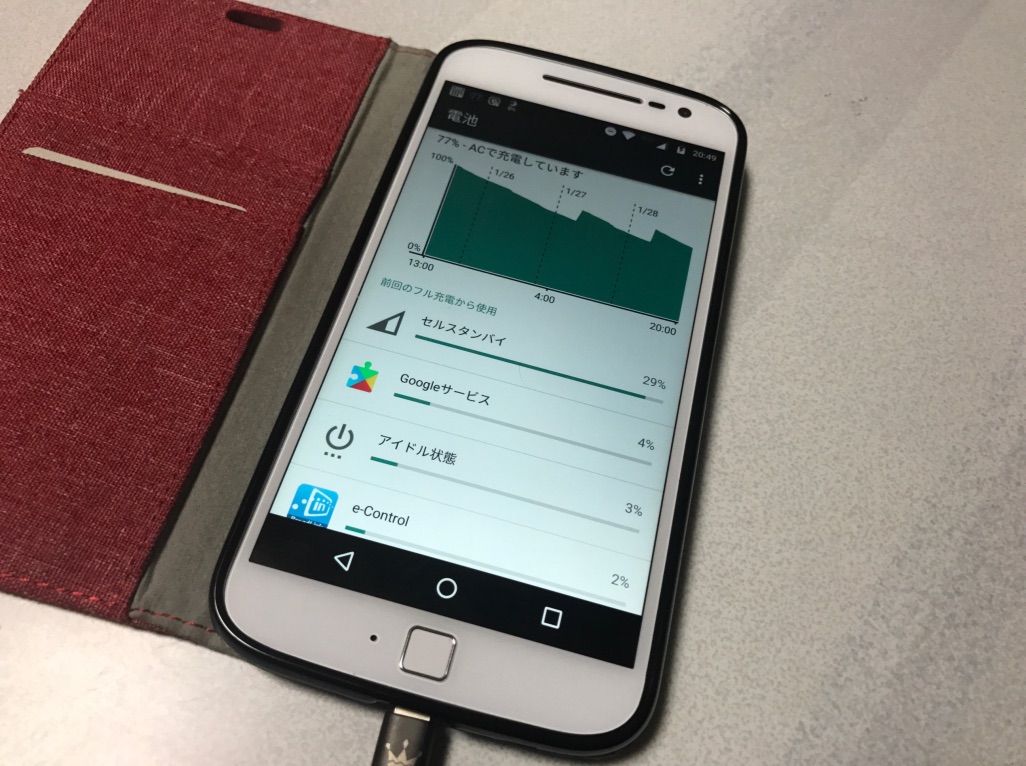 20:49
電池
77% - ACで充電しています
100%
1/26
1/27
1/28
0%
13:00
4:00
20:00
前回のフル充電から使用
セルスタンバイ
29%
Googleサービス
4%
アイドル状態
3%
in
e-Control
2%